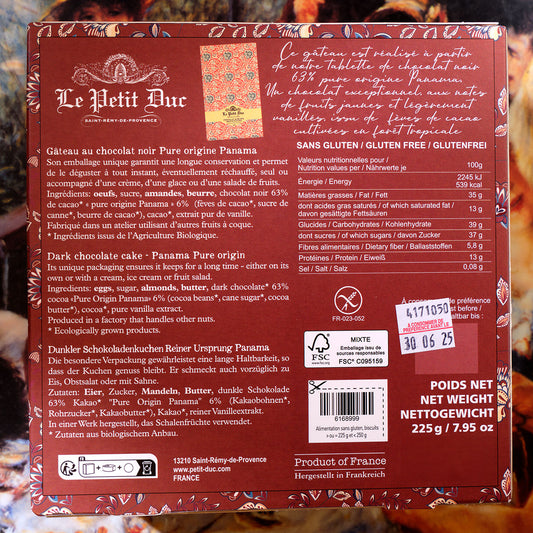 Le Petit Duc
SAINT-RÉMY-DE-PROVENCE
Gâteau au chocolat noir Pure origine Panama
Son emballage unique garantit une longue conservation et permet
de le déguster à tout instant, éventuellement réchauffé, seul ou
accompagné d'une crème, d'une glace ou d'une salade de fruits.
Ingrédients: oeufs, sucre, amandes, beurre, chocolat noir 63%
de cacao* « pure origine Panama » 6% (fèves de cacao*, sucre de
canne*, beurre de cacao*), cacao*, extrait pur de vanille.
Fabriqué dans un atelier utilisant d'autres fruits à coque.
* Ingrédients issus de l'Agriculture Biologique.
Dark chocolate cake - Panama Pure origin
Its unique packaging ensures it keeps for a long time - either on its
own or with a cream, ice cream or fruit salad.
Ingredients: eggs, sugar, almonds, butter, dark chocolate* 63%
cocoa «Pure Origin Panama» 6% (cocoa beans*, cane sugar*, cocoa
butter*), cocoa*, pure vanilla extract.
Produced in a factory that handles other nuts.
* Ecologically grown products.
Dunkler Schokoladenkuchen Reiner Ursprung Panama
Die besondere Verpackung gewährleistet eine lange Haltbarkeit, so
dass der Kuchen genuss bleibt. Er schmeckt auch vorzüglich zu
Eis, Obstsalat oder mit Sahne.
Zutaten: Eier, Zucker, Mandeln, Butter, dunkle Schokolade
63% Kakao* "Pure origin Panama" 6% (Kakaobohnen*,
Rohrzucker*, Kakaobutter*), Kakao*, reiner Vanilleextrakt.
In einer Werk hergestellt, das Schalenfrüchte verwendet.
* Zutaten aus biologischem Anbau.
13210 Saint-Rémy-de-Provence
www.petit-duc.com
FRANCE
Ce gâteau est réalisé à partir
de notre tablette de chocolat noir
63% pure origine Panama.
Un chocolat exceptionnel, aux notes
de fruits jaunes et légèrement
vanillées issu de fèves de cacao
cultivées en forêt tropicale
SANS GLUTEN / GLUTEN FREE / GLUTENFREI
Valeurs nutritionnelles pour /
Nutrition values per / Nährwerte je 100g
Énergie / Energy 2245 kJ
539 kcal
Matières grasses / Fat / Fett 35 g
dont acides gras saturés / of which saturated fat /
davon gesättigte Fettsäuren 13 g
Glucides / Carbohydrates / Kohlenhydrate 39 g
dont sucres / of which sugars / davon Zucker 37 g
Fibres alimentaires / Dietary fiber / Ballaststoffen 5,8 g
Protéines / Protein / Eiweiß 13 g
Sel / Salt / Salz 0,08 g
FR-023-052
À conso de préférence
4171050
À CONSOMMER DE
PRÉFÉRENCE AVANT LE
30 06 25
FSC
www.fsc.org
MIXTE
Emballage issu de
sources responsables
FSC® C095159
6168999
Alimentation sans gluten, biscuits
> ou = 225 g et < 250 g
POIDS NET
NET WEIGHT
NETTOGEWICHT
225 g / 7.95 oz
Product of France
Hergestellt in Frankreich